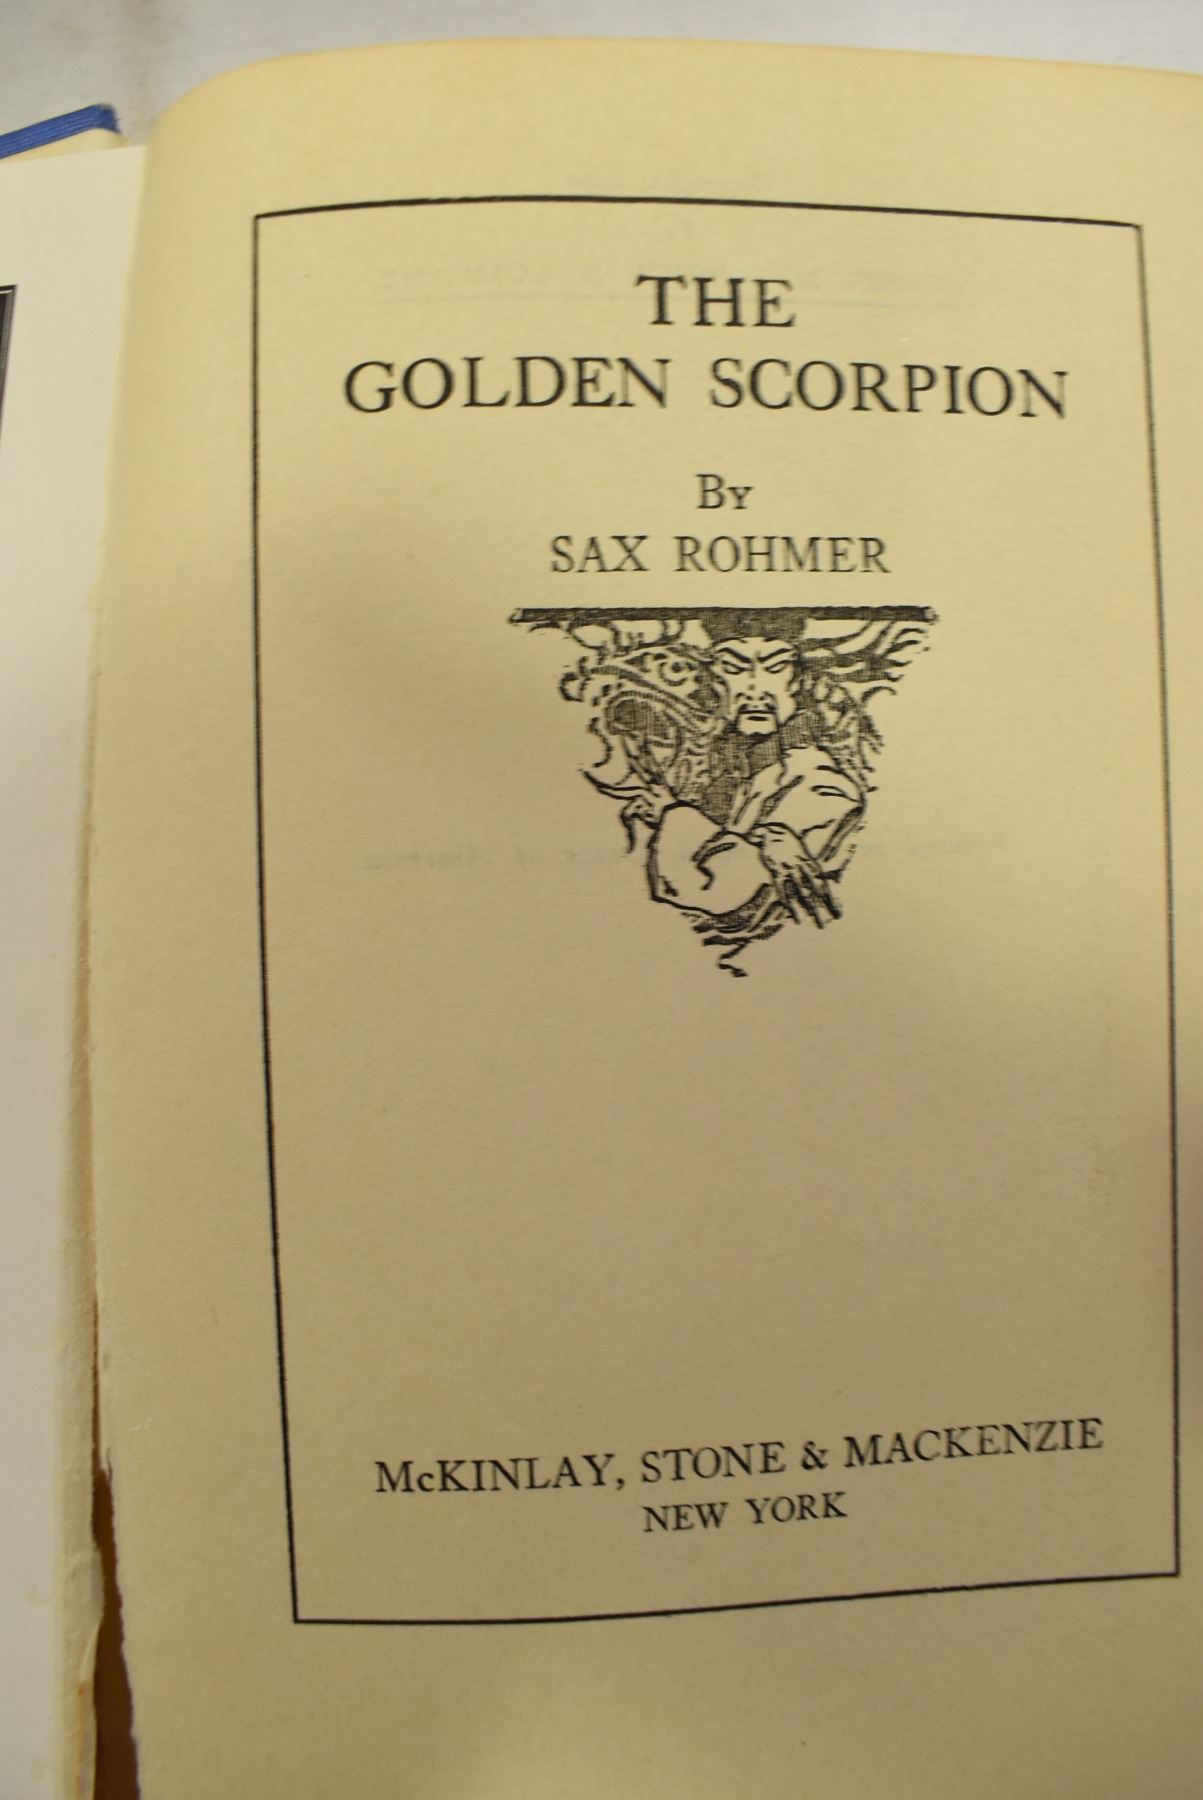 THE
GOLDEN SCORPION
By
SAX ROHMER
McKINLAY, STONE & MACKENZIE
NEW YORK